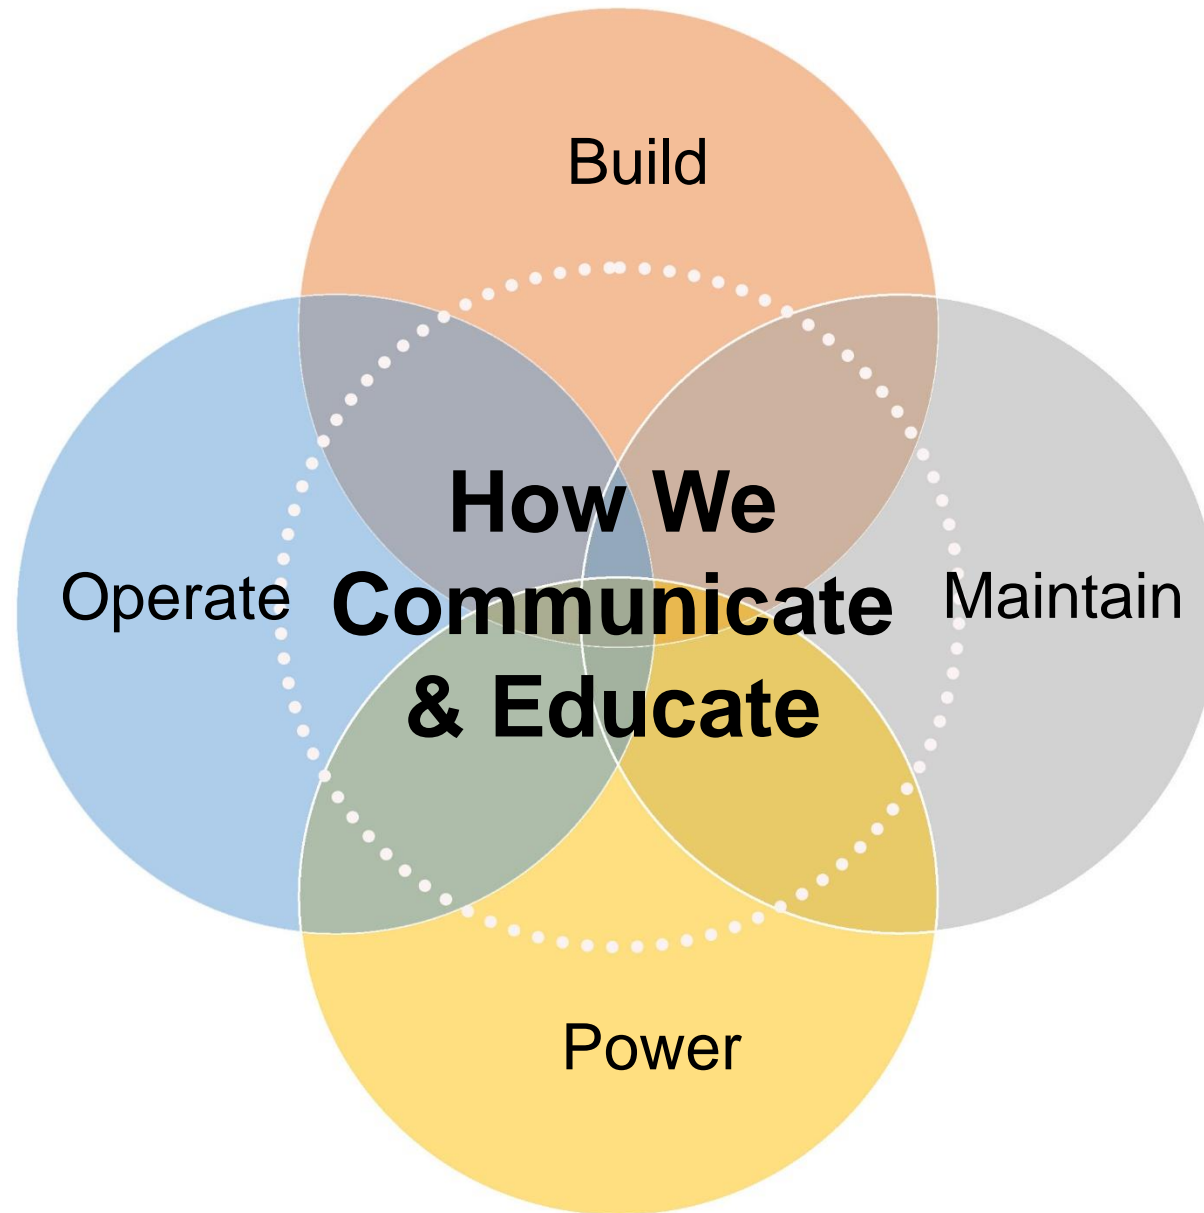 Build
How We
Operate
Communicate
Maintain
& Educate
Power